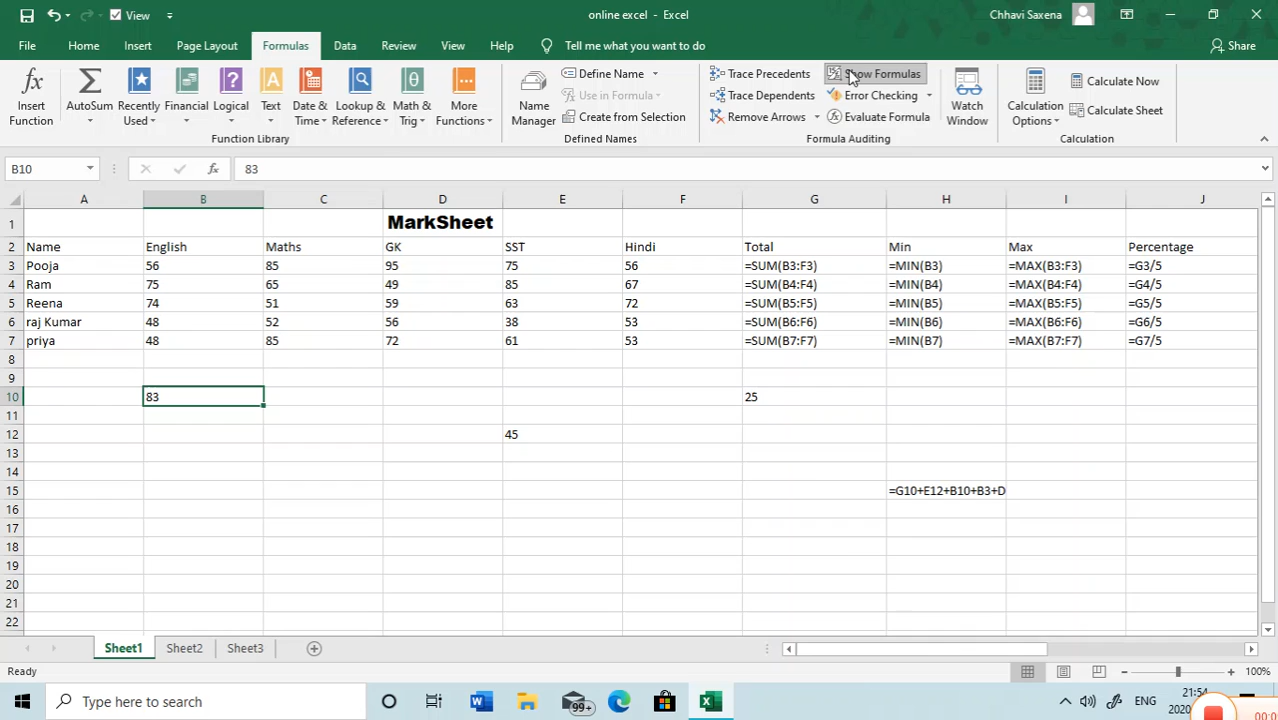 View
online excel - Excel
Chhavi Saxena
File Home Insert Page Layout Formulas Data Review View Help Tell me what you want to do Share
Insert Function
AutoSum
Recently Used
Financial
Logical
Text
Date & Time
Lookup & Reference
Math & Trig
More Functions
Function Library
Name Manager
Define Name
Use in Formula
Create from Selection
Defined Names
Trace Precedents
Trace Dependents
Remove Arrows
Show Formulas
Error Checking
Evaluate Formula
Formula Auditing
Watch Window
Calculation Options
Calculate Now
Calculate Sheet
Calculation
B10 fx 83
A B C D E F G H I J
1 MarkSheet
2 Name English Maths GK SST Hindi Total Min Max Percentage
3 Pooja 56 85 95 75 56 =SUM(B3:F3) =MIN(B3) =MAX(B3:F3) =G3/5
4 Ram 75 65 49 85 67 =SUM(B4:F4) =MIN(B4) =MAX(B4:F4) =G4/5
5 Reena 74 51 59 63 72 =SUM(B5:F5) =MIN(B5) =MAX(B5:F5) =G5/5
6 raj Kumar 48 52 56 38 53 =SUM(B6:F6) =MIN(B6) =MAX(B6:F6) =G6/5
7 priya 48 85 72 61 53 =SUM(B7:F7) =MIN(B7) =MAX(B7:F7) =G7/5
8
9
10 83 25
11
12 45
13
14
15 =G10+E12+B10+B3+D
16
17
18
19
20
21
22
Sheet1 Sheet2 Sheet3
Ready 100%
Type here to search 99+ ENG 21:54